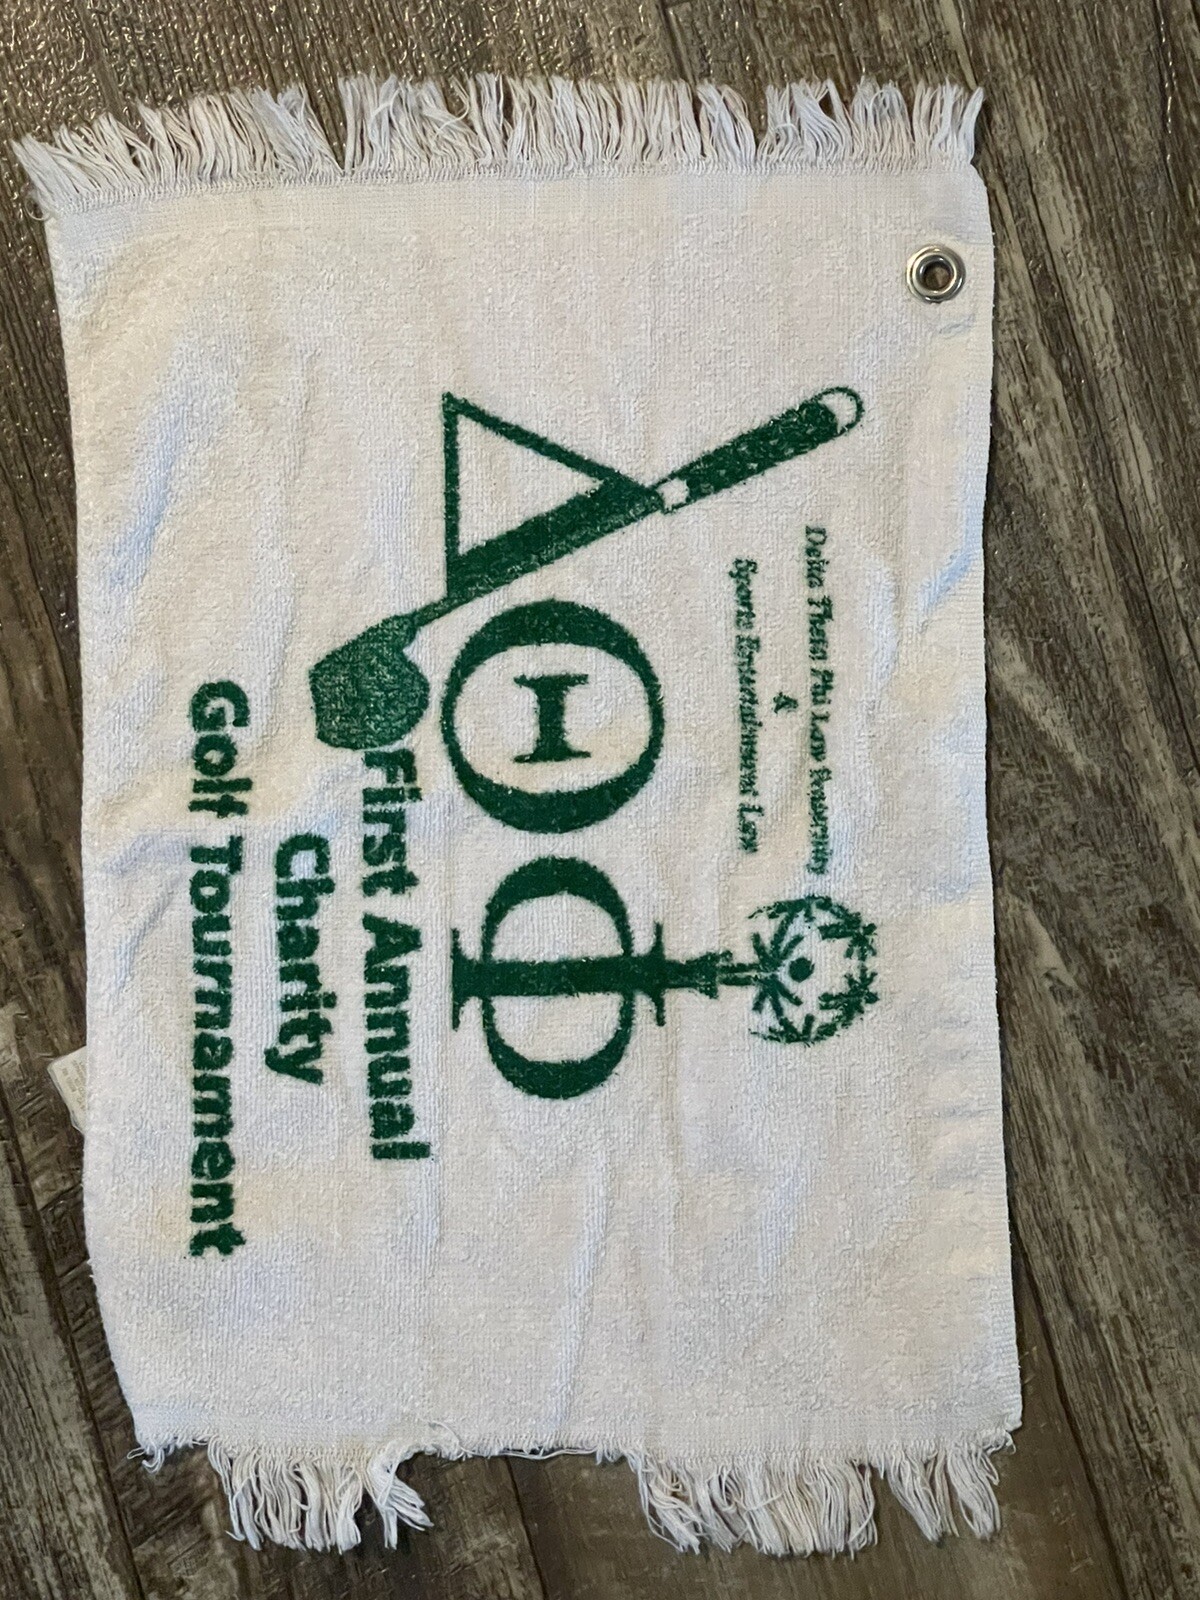 Delta Theta Phi Law Fraternity
&
Sports Entertainment Law
ΔΘΦ
First Annual
Charity
Golf Tournament